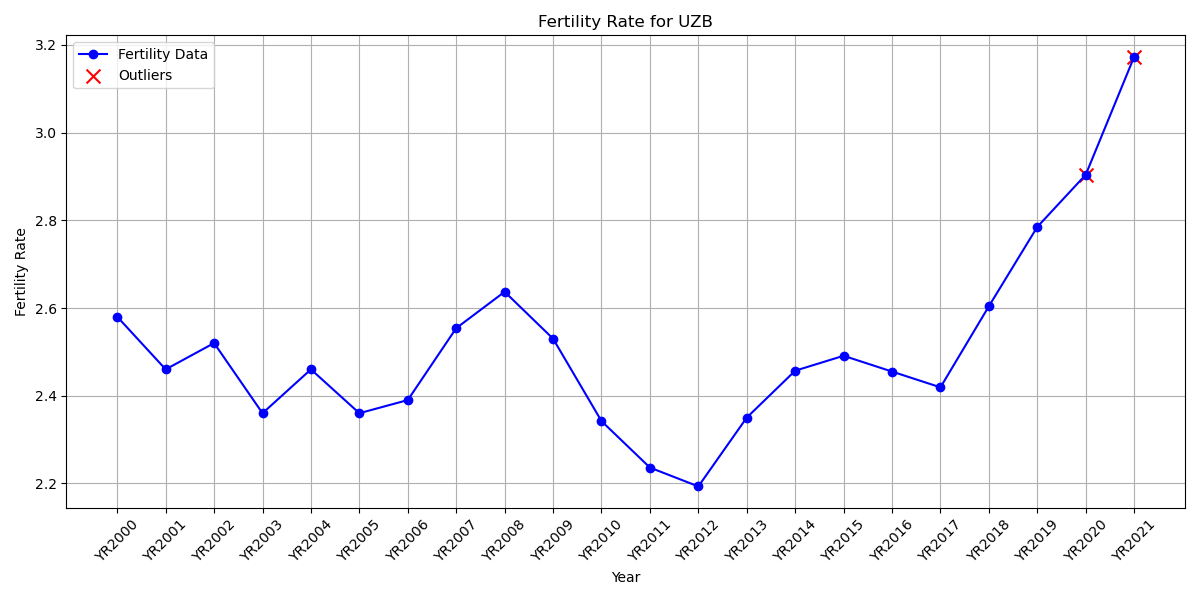 Fertility Rate for UZB
Fertility Data
Outliers
Fertility Rate
3.2
3.0
2.8
2.6
2.4
2.2
YR2000
YR2001
YR2002
YR2003
YR2004
YR2005
YR2006
YR2007
YR2008
YR2009
YR2010
YR2011
YR2012
YR2013
YR2014
YR2015
YR2016
YR2017
YR2018
YR2019
YR2020
YR2021
Year